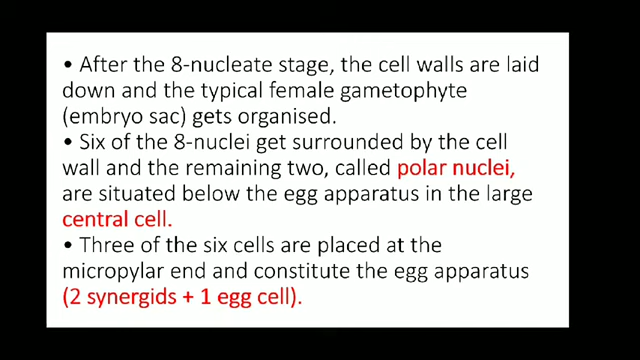 • After the 8-nucleate stage, the cell walls are laid
down and the typical female gametophyte
(embryo sac) gets organised.
• Six of the 8-nuclei get surrounded by the cell
wall and the remaining two, called polar nuclei,
are situated below the egg apparatus in the large
central cell.
• Three of the six cells are placed at the
micropylar end and constitute the egg apparatus
(2 synergids + 1 egg cell).